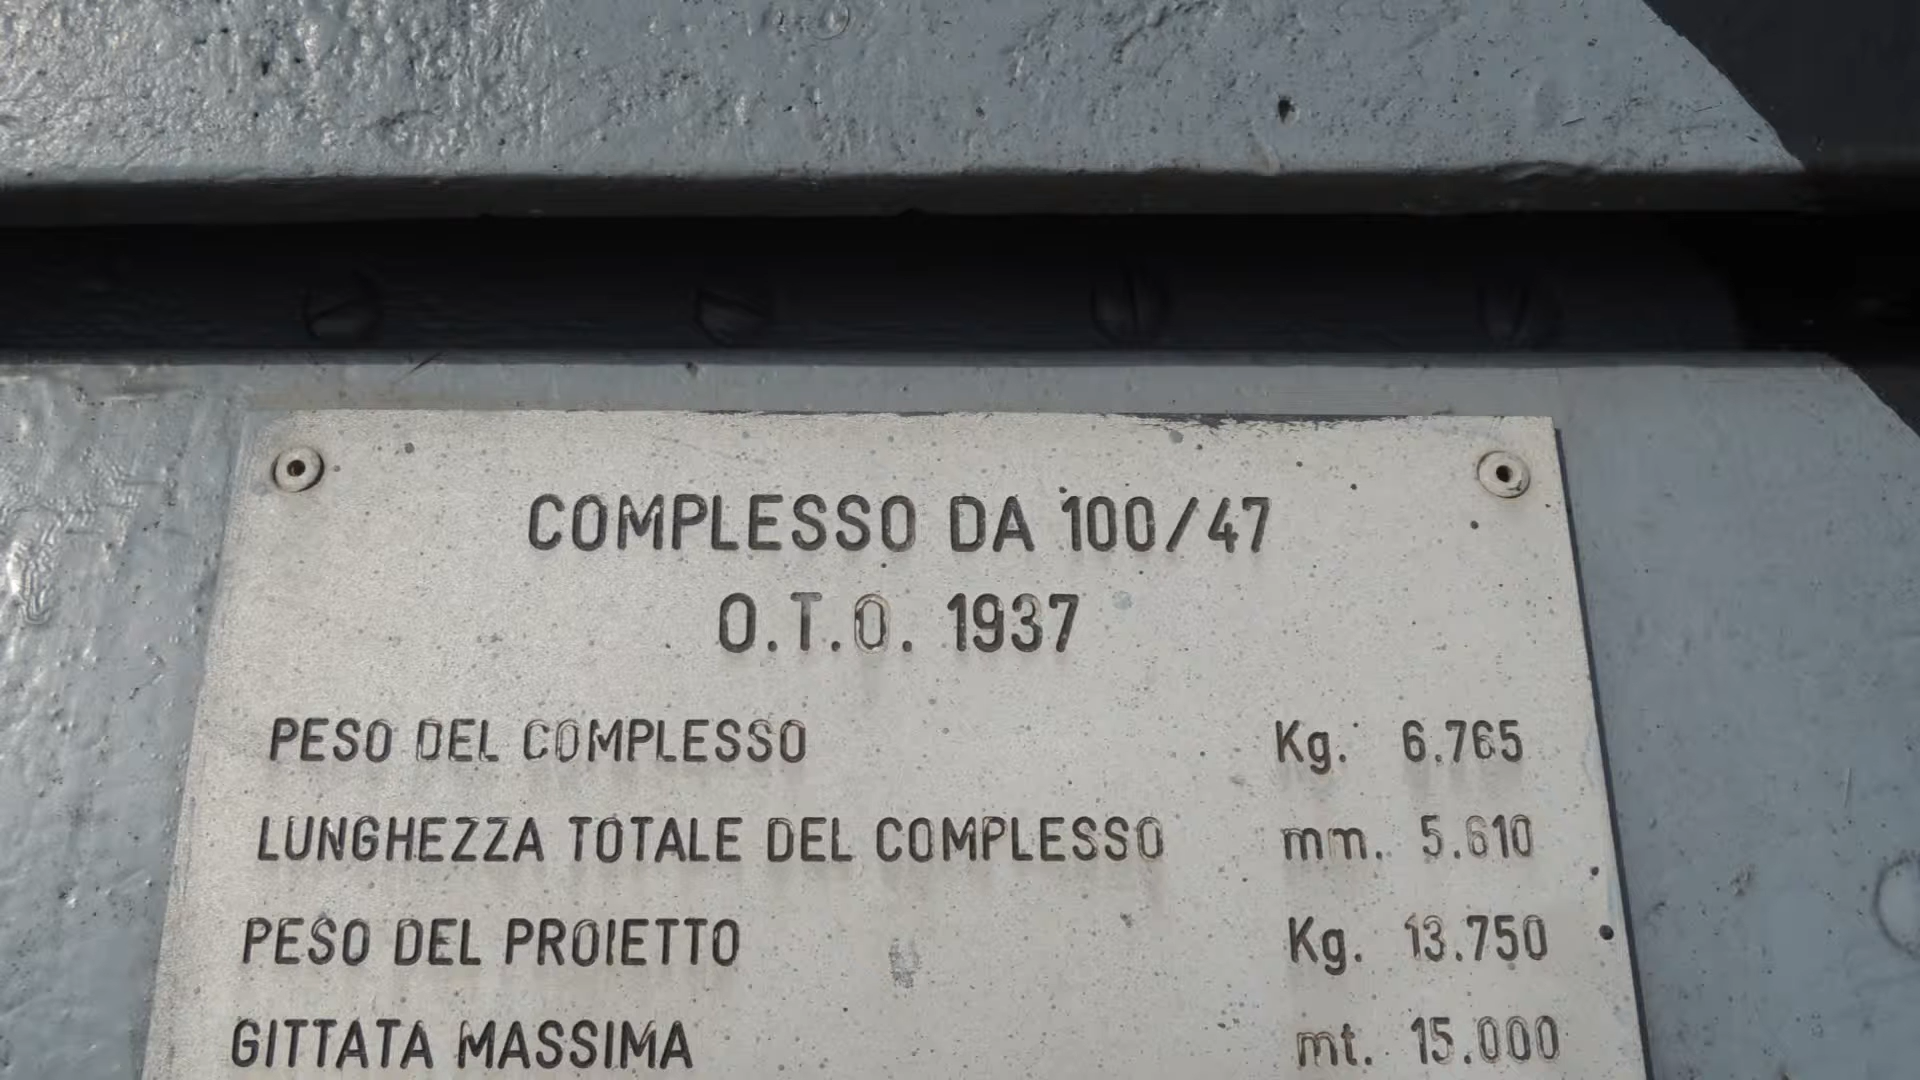 COMPLESSO DA 100/47
O.T.O. 1937
PESO DEL COMPLESSO Kg. 6.765
LUNGHEZZA TOTALE DEL COMPLESSO mm. 5.610
PESO DEL PROIETTO Kg. 13.750
GITTATA MASSIMA mt. 15.000